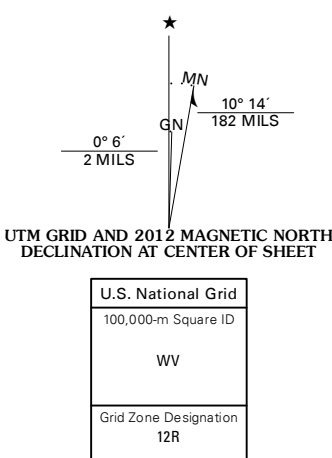 ★
MN
GN
10° 14´
182 MILS
0° 6´
2 MILS
UTM GRID AND 2012 MAGNETIC NORTH
DECLINATION AT CENTER OF SHEET
U.S. National Grid
100,000-m Square ID
WV
Grid Zone Designation
12R